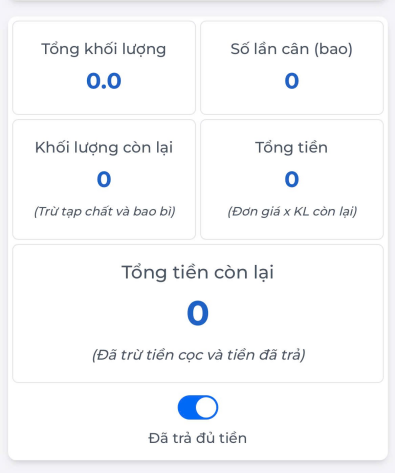 Tổng khối lượng
0.0
Số lần cân (bao)
0
Khối lượng còn lại
0
(Trừ tạp chất và bao bì)
Tổng tiền
0
(Đơn giá x KL còn lại)
Tổng tiền còn lại
0
(Đã trừ tiền cọc và tiền đã trả)
Đã trả đủ tiền